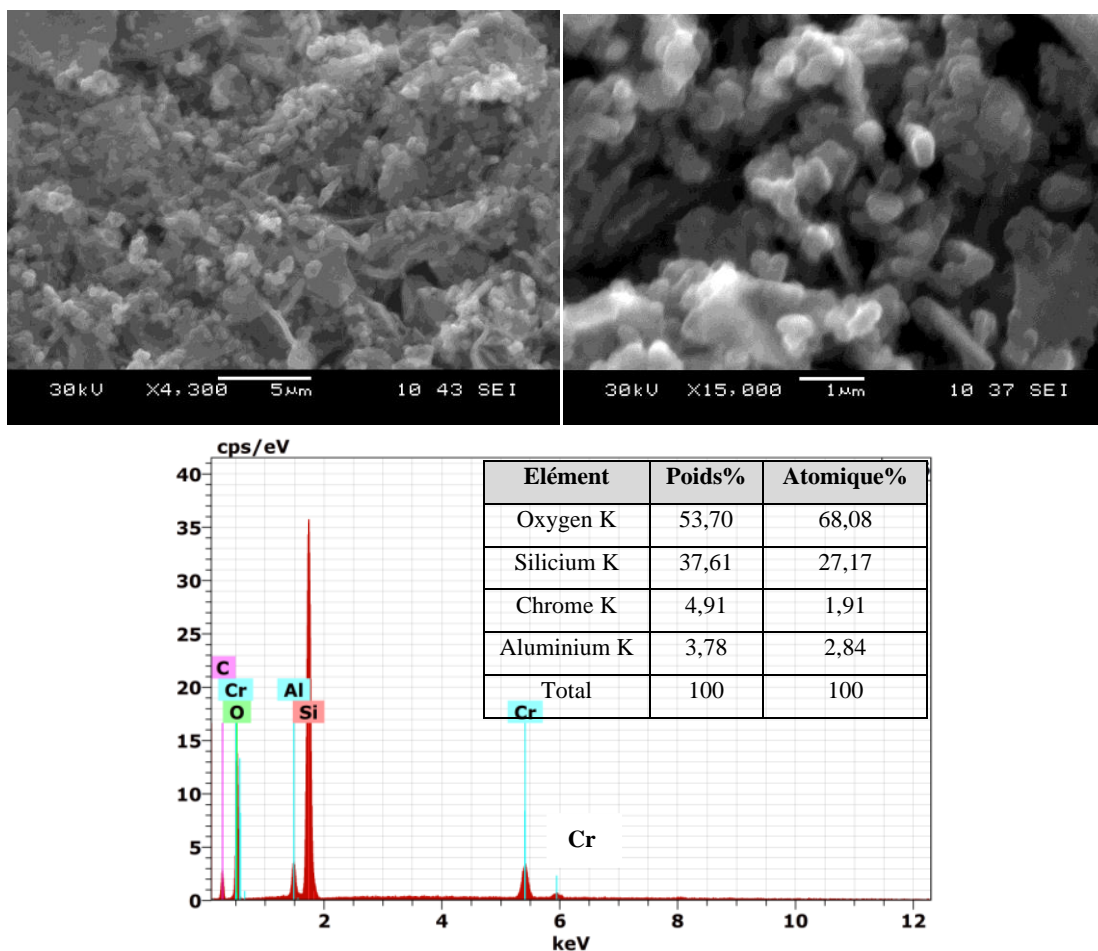 30kV X4,300 5µm 10 43 SEI
30kV X15,000 1µm 10 37 SEI
cps/eV
Elément Poids% Atomique%
Oxygen K 53,70 68,08
Silicium K 37,61 27,17
Chrome K 4,91 1,91
Aluminium K 3,78 2,84
Total 100 100
40
35
30
25
20
15
10
5
0
C
Cr Al
O Si Cr
Cr
2 4 6 8 10 12
keV